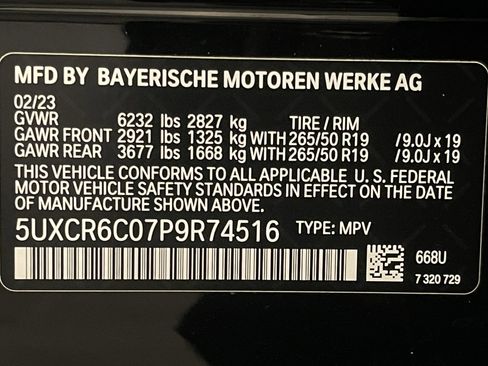 MFD BY BAYERISCHE MOTOREN WERKE AG
02/23
GVWR 6232 lbs 2827 kg TIRE / RIM
GAWR FRONT 2921 lbs 1325 kg WITH 265/50 R19 /9.0J x 19
GAWR REAR 3677 lbs 1668 kg WITH 265/50 R19 /9.0J x 19
THIS VEHICLE CONFORMS TO ALL APPLICABLE U. S. FEDERAL
MOTOR VEHICLE SAFETY STANDARDS IN EFFECT ON THE
DATE OF MANUFACTURE SHOWN ABOVE.
5UXCR6C07P9R74516 TYPE: MPV
668U
7 320 729